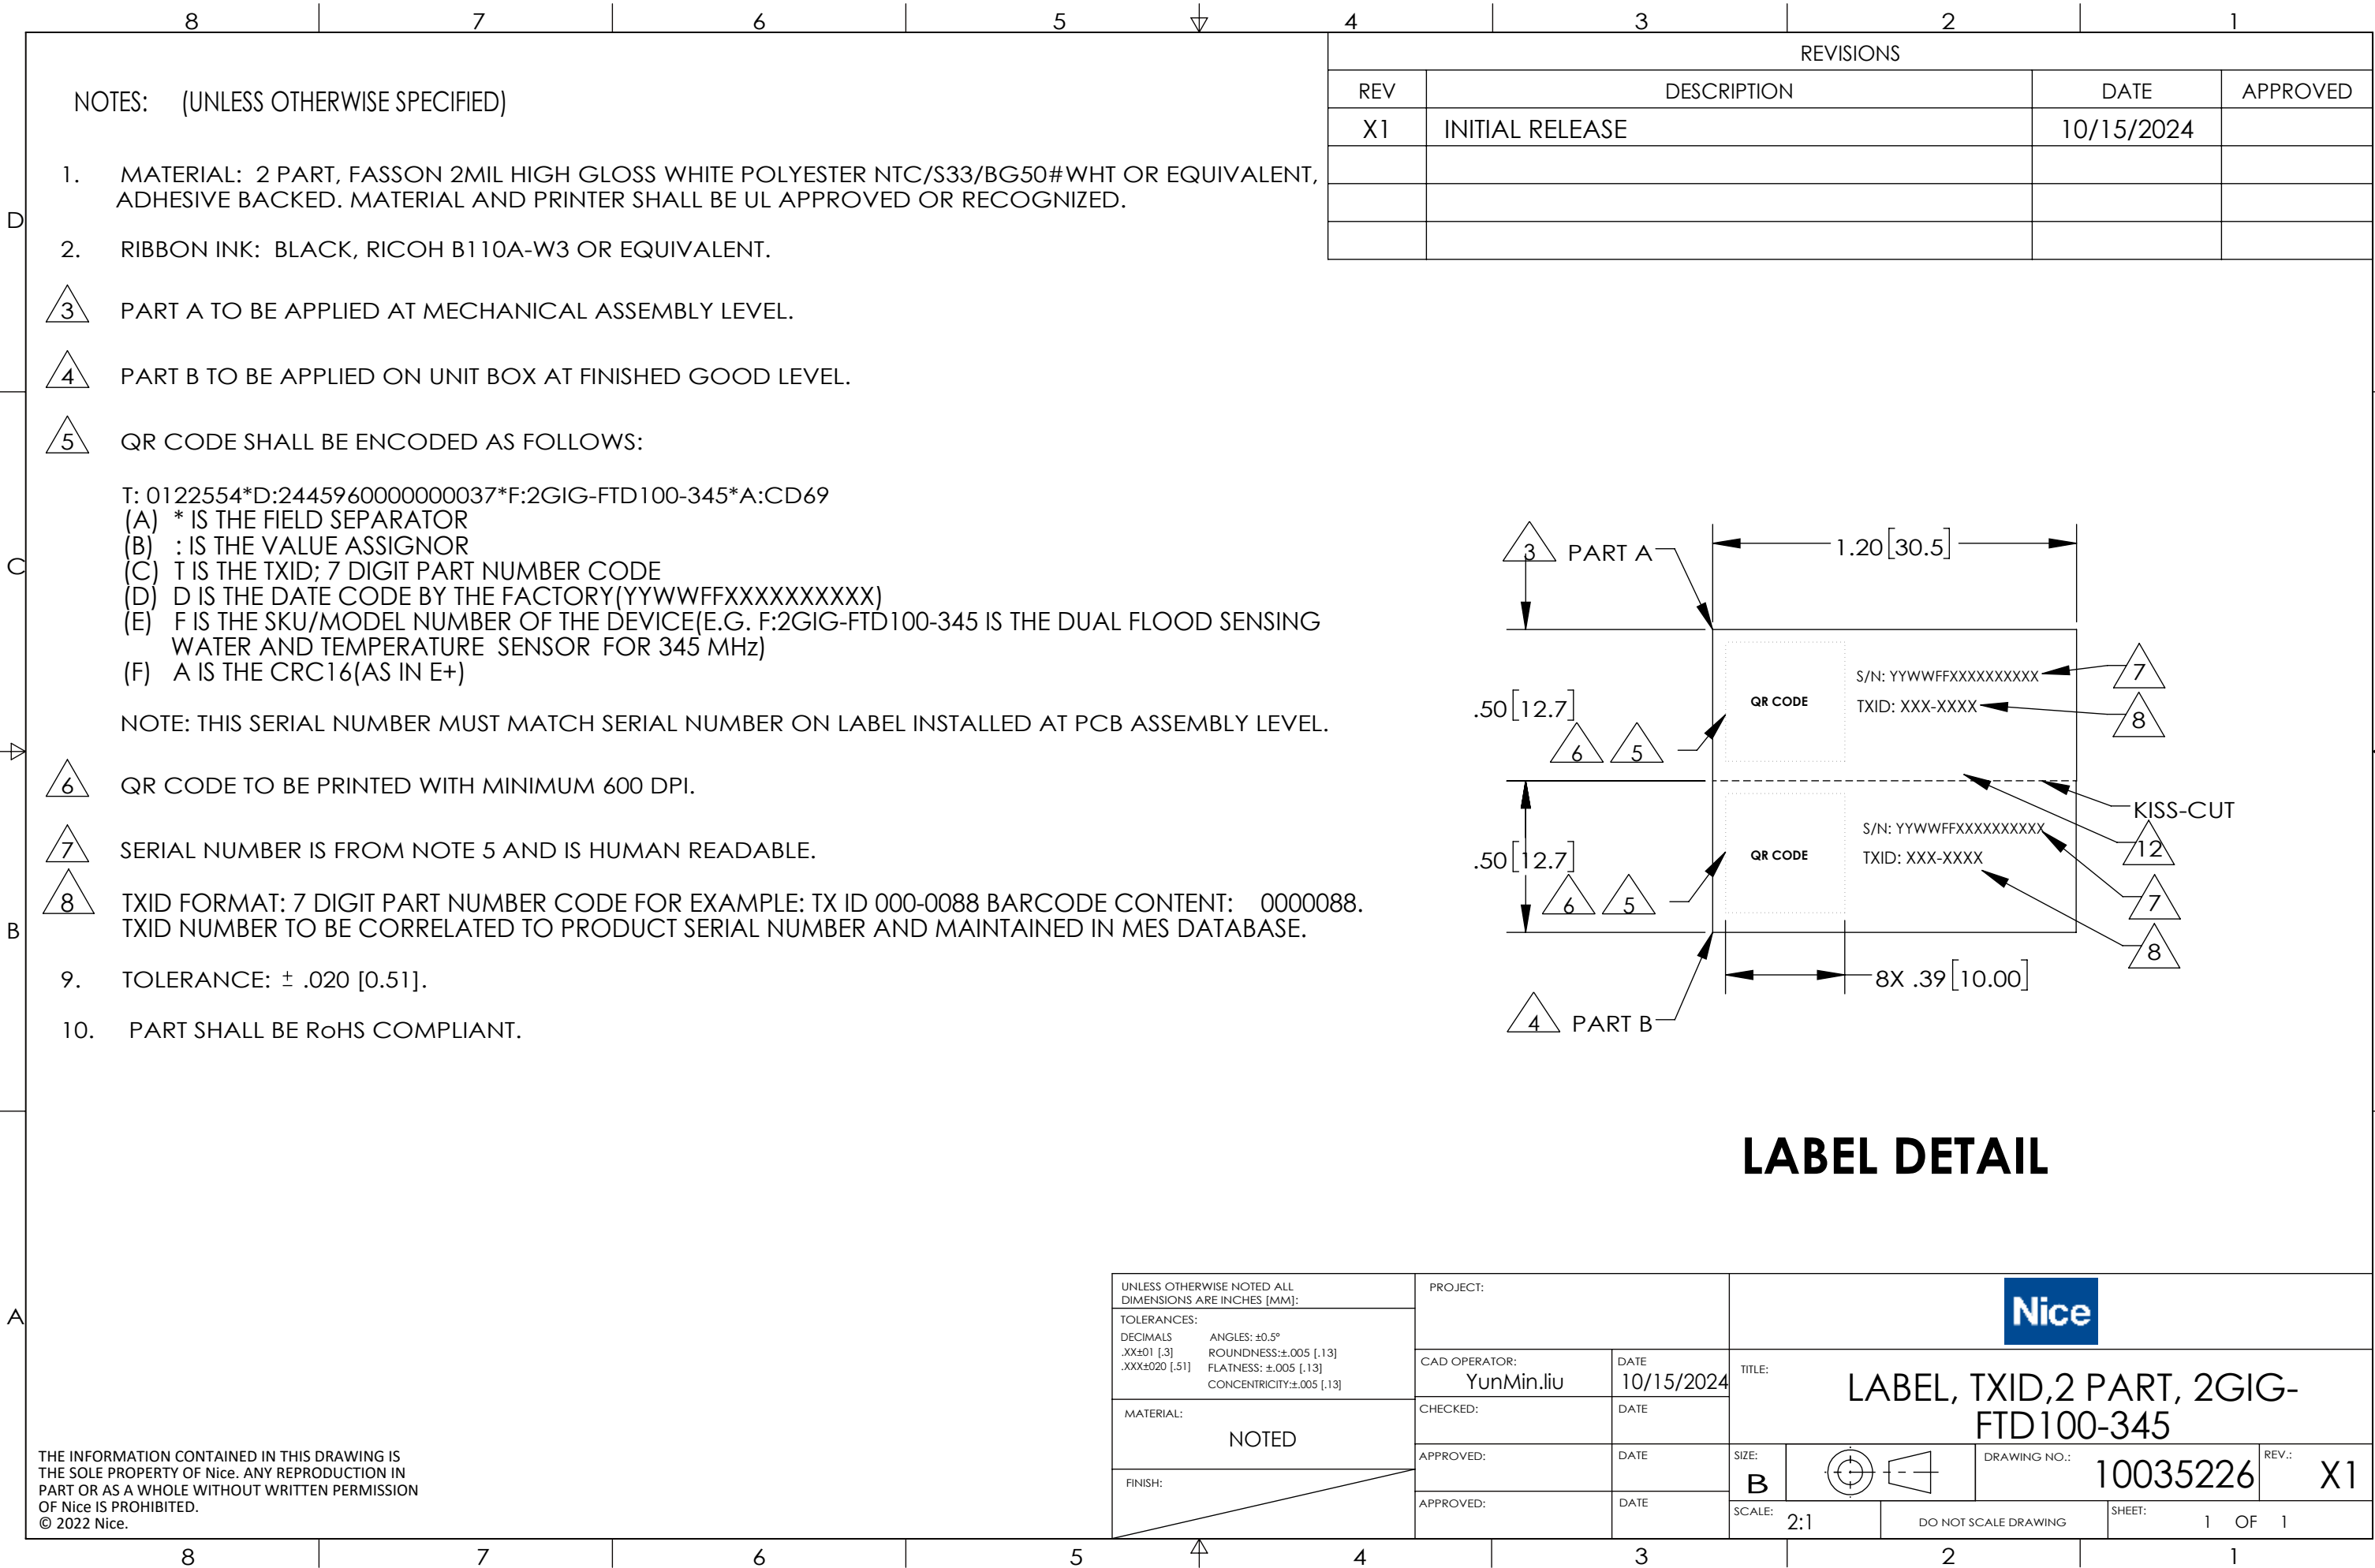 8 7 6 5 4 3 2 1
NOTES: (UNLESS OTHERWISE SPECIFIED)
1. MATERIAL: 2 PART, FASSON 2MIL HIGH GLOSS WHITE POLYESTER NTC/S33/BG50#WHT OR EQUIVALENT,
ADHESIVE BACKED. MATERIAL AND PRINTER SHALL BE UL APPROVED OR RECOGNIZED.
2. RIBBON INK: BLACK, RICOH B110A-W3 OR EQUIVALENT.
3 PART A TO BE APPLIED AT MECHANICAL ASSEMBLY LEVEL.
4 PART B TO BE APPLIED ON UNIT BOX AT FINISHED GOOD LEVEL.
5 QR CODE SHALL BE ENCODED AS FOLLOWS:
T: 0122554*D:2445960000000037*F:2GIG-FTD100-345*A:CD69
(A) * IS THE FIELD SEPARATOR
(B) : IS THE VALUE ASSIGNOR
(C) T IS THE TXID; 7 DIGIT PART NUMBER CODE
(D) D IS THE DATE CODE BY THE FACTORY(YYWWFFXXXXXXXXXX)
(E) F IS THE SKU/MODEL NUMBER OF THE DEVICE(E.G. F:2GIG-FTD100-345 IS THE DUAL FLOOD SENSING
WATER AND TEMPERATURE SENSOR FOR 345 MHz)
(F) A IS THE CRC16(AS IN E+)
NOTE: THIS SERIAL NUMBER MUST MATCH SERIAL NUMBER ON LABEL INSTALLED AT PCB ASSEMBLY LEVEL.
6 QR CODE TO BE PRINTED WITH MINIMUM 600 DPI.
7 SERIAL NUMBER IS FROM NOTE 5 AND IS HUMAN READABLE.
8 TXID FORMAT: 7 DIGIT PART NUMBER CODE FOR EXAMPLE: TX ID 000-0088 BARCODE CONTENT: 0000088.
TXID NUMBER TO BE CORRELATED TO PRODUCT SERIAL NUMBER AND MAINTAINED IN MES DATABASE.
9. TOLERANCE: ± .020 [0.51].
10. PART SHALL BE RoHS COMPLIANT.
D
C
B
A
REVISIONS
REV DESCRIPTION DATE APPROVED
X1 INITIAL RELEASE 10/15/2024
3 PART A
1.20[30.5]
.50[12.7]
6 5
QR CODE
S/N: YYWWFFXXXXXXXXXX
TXID: XXX-XXXX
7
8
KISS-CUT
12
.50[12.7]
6 5
QR CODE
S/N: YYWWFFXXXXXXXXXX
TXID: XXX-XXXX
7
8
8X .39[10.00]
4 PART B
LABEL DETAIL
UNLESS OTHERWISE NOTED ALL
DIMENSIONS ARE INCHES [MM]:
TOLERANCES:
DECIMALS ANGLES: ±0.5°
.XX±01 [.3] ROUNDNESS:±.005 [.13]
.XXX±020 [.51] FLATNESS: ±.005 [.13]
CONCENTRICITY:±.005 [.13]
MATERIAL:
NOTED
FINISH:
PROJECT:
CAD OPERATOR: DATE
YunMin.liu 10/15/2024
CHECKED: DATE
APPROVED: DATE
APPROVED: DATE
Nice
TITLE:
LABEL, TXID,2 PART, 2GIG-
FTD100-345
SIZE:
B
DRAWING NO.:
10035226
REV.:
X1
SCALE: 2:1
DO NOT SCALE DRAWING
SHEET: 1 OF 1
THE INFORMATION CONTAINED IN THIS DRAWING IS
THE SOLE PROPERTY OF Nice. ANY REPRODUCTION IN
PART OR AS A WHOLE WITHOUT WRITTEN PERMISSION
OF Nice IS PROHIBITED.
© 2022 Nice.
8 7 6 5 4 3 2 1